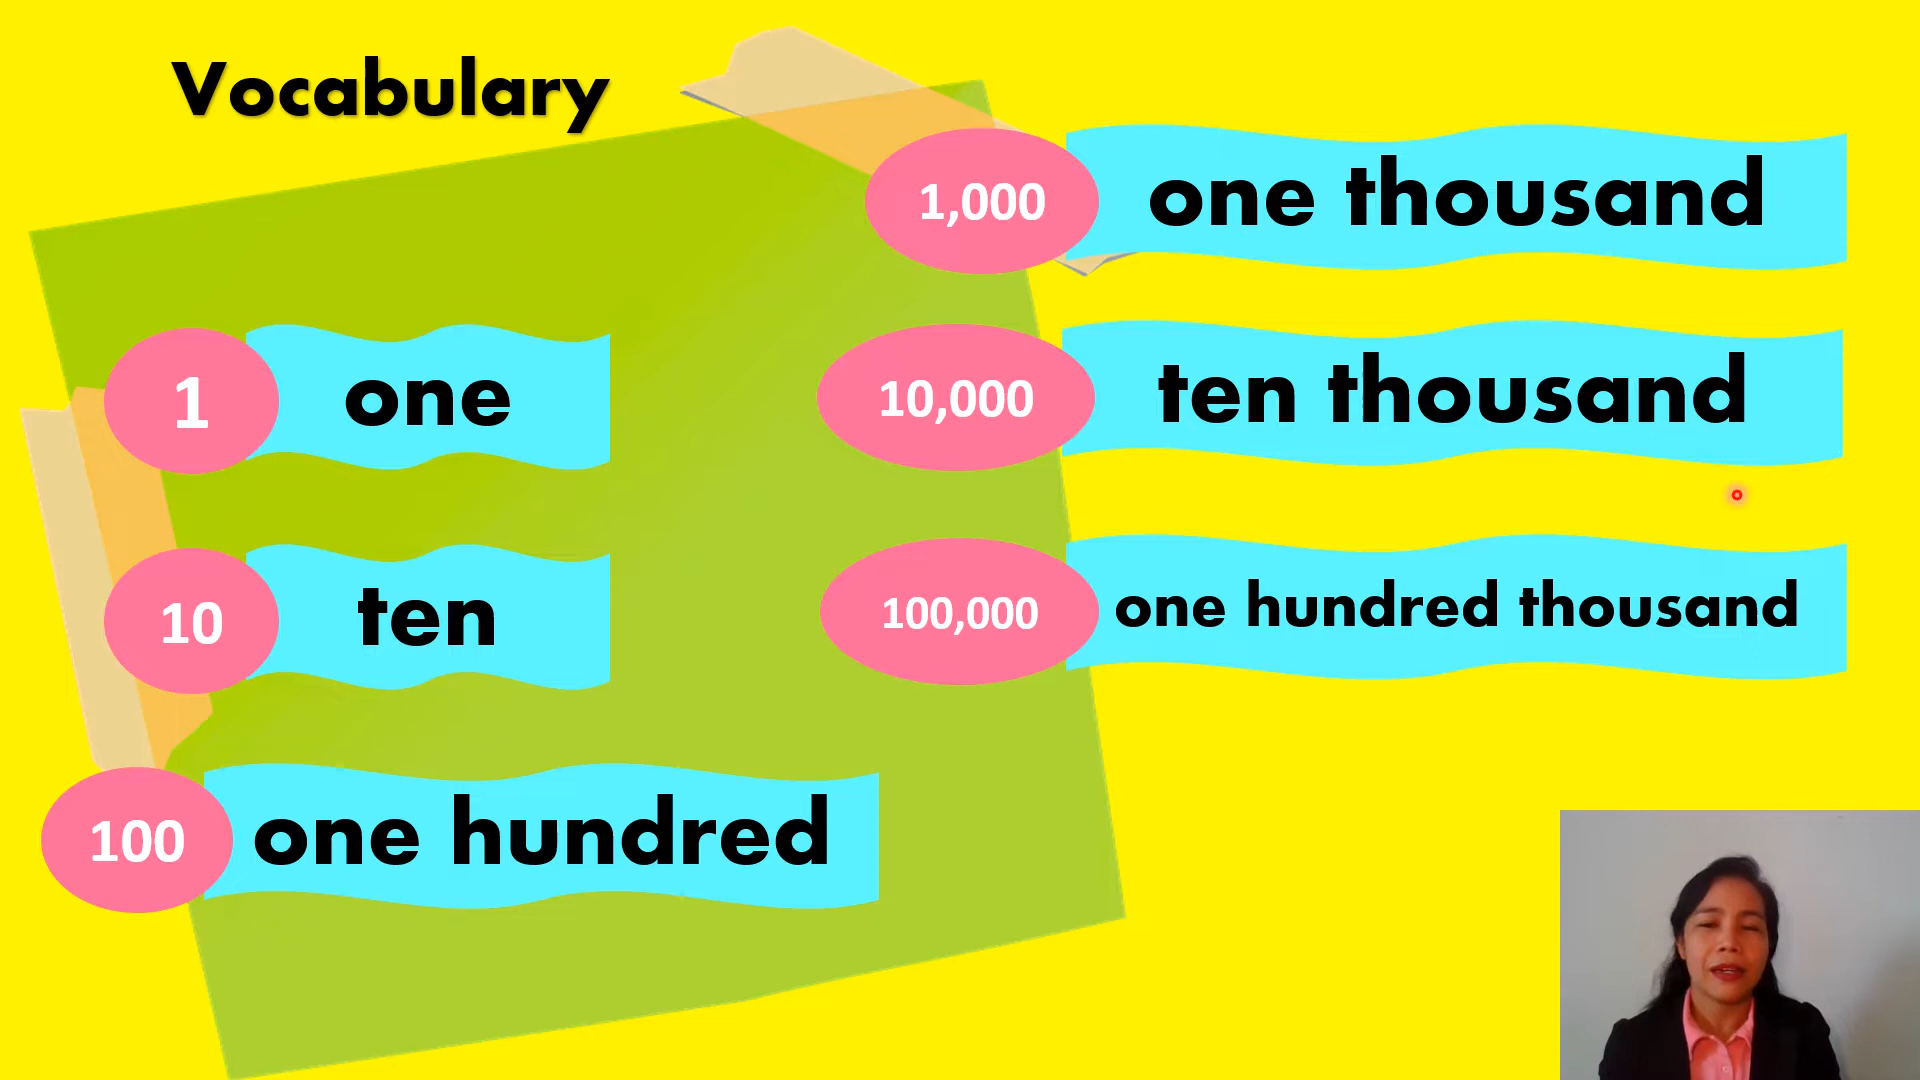 Vocabulary
1 one
10 ten
100 one hundred
1,000 one thousand
10,000 ten thousand
100,000 one hundred thousand